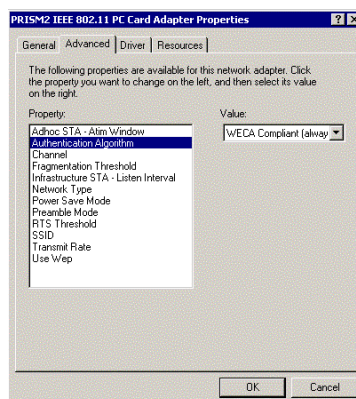 PRISM2 IEEE 802.11 PC Card Adapter Properties
General Advanced Driver Resources
The following properties are available for this network adapter. Click
the property you want to change on the left, and then select its value
on the right.
Property:
Value:
Adhoc STA - Atim Window
WECA Compliant (alway
Authentication Algorithm
Channel
Fragmentation Threshold
Infrastructure STA - Listen Interval
Network Type
Power Save Mode
Preamble Mode
RTS Threshold
SSID
Transmit Rate
Use Wep
OK Cancel